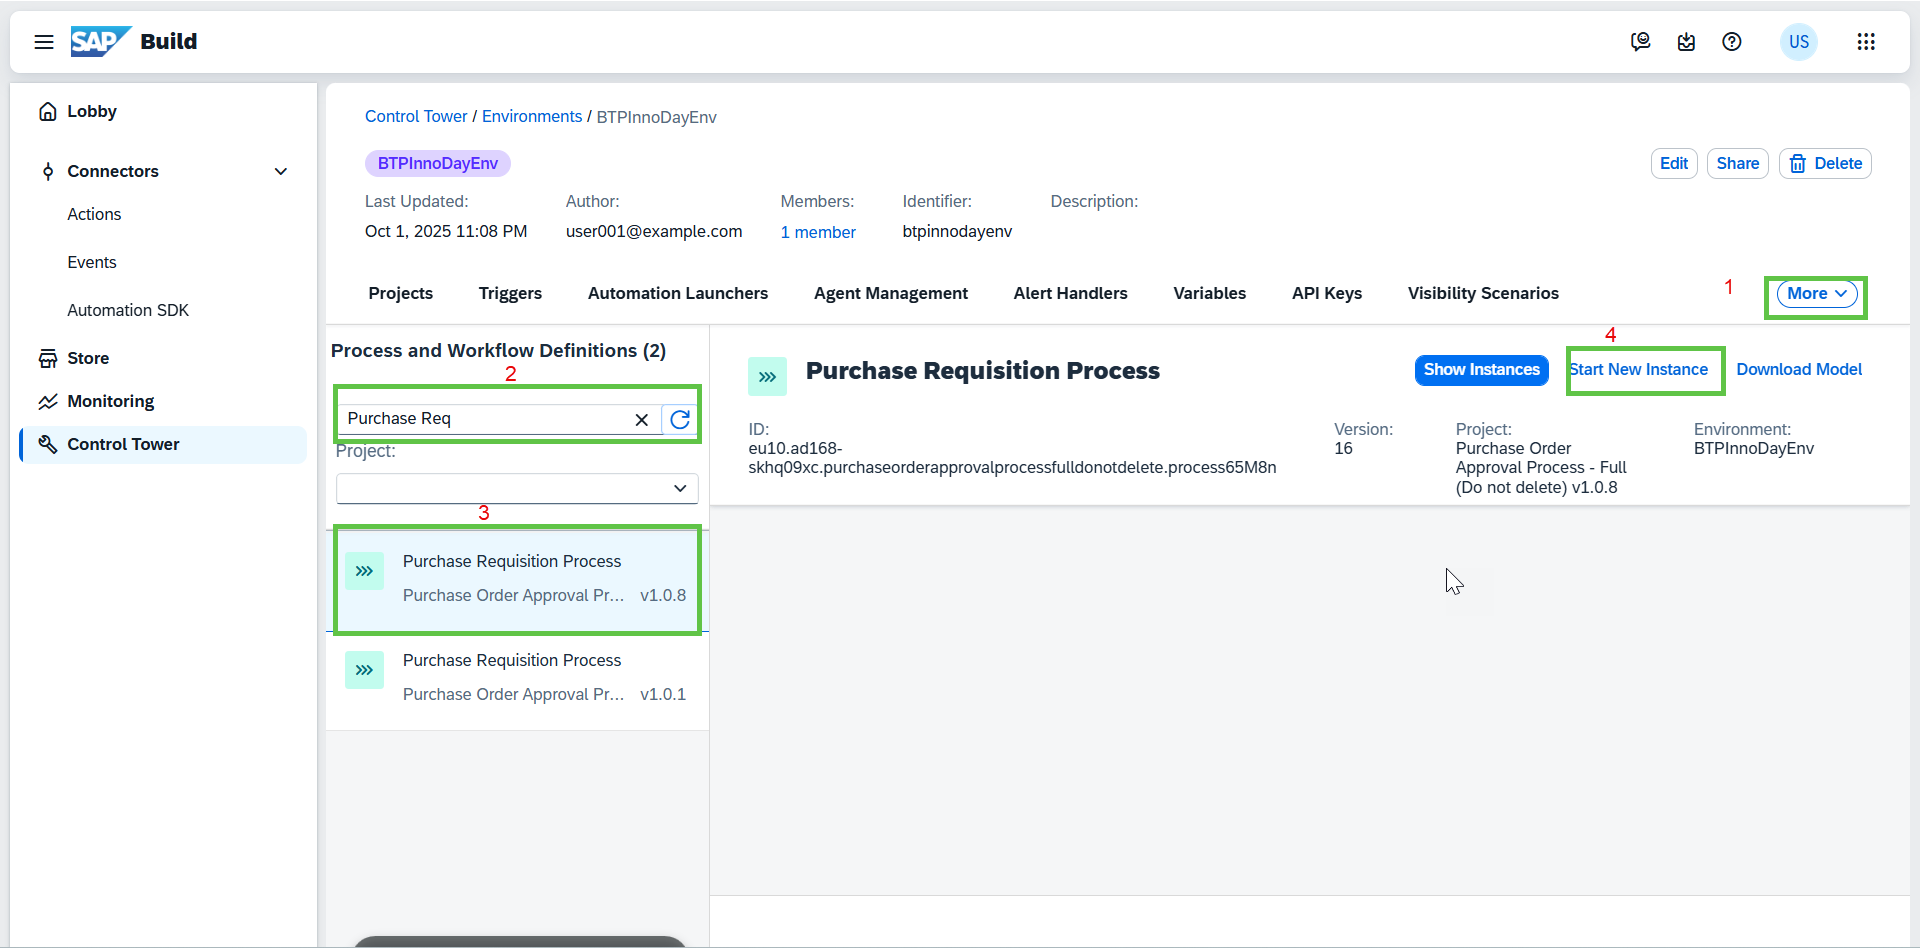 SAP Build
US
Lobby
Connectors
Actions
Events
Automation SDK
Store
Monitoring
Control Tower
Control Tower / Environments / BTPInnoDayEnv
BTPInnoDayEnv
Edit
Share
Delete
Last Updated:
Oct 1, 2025 11:08 PM
Author:
user001@example.com
Members:
1 member
Identifier:
btpinnodayenv
Description:
Projects
Triggers
Automation Launchers
Agent Management
Alert Handlers
Variables
API Keys
Visibility Scenarios
1
More
Process and Workflow Definitions (2)
2
Purchase Req
Project:
3
Purchase Requisition Process
Purchase Order Approval Pr... v1.0.8
Purchase Requisition Process
Purchase Order Approval Pr... v1.0.1
Purchase Requisition Process
Show Instances
4
Start New Instance
Download Model
ID:
eu10.ad168-
skhq09xc.purchaseorderapprovalprocessfulldonotdelete.process65M8n
Version:
16
Project:
Purchase Order
Approval Process - Full
(Do not delete) v1.0.8
Environment:
BTPInnoDayEnv